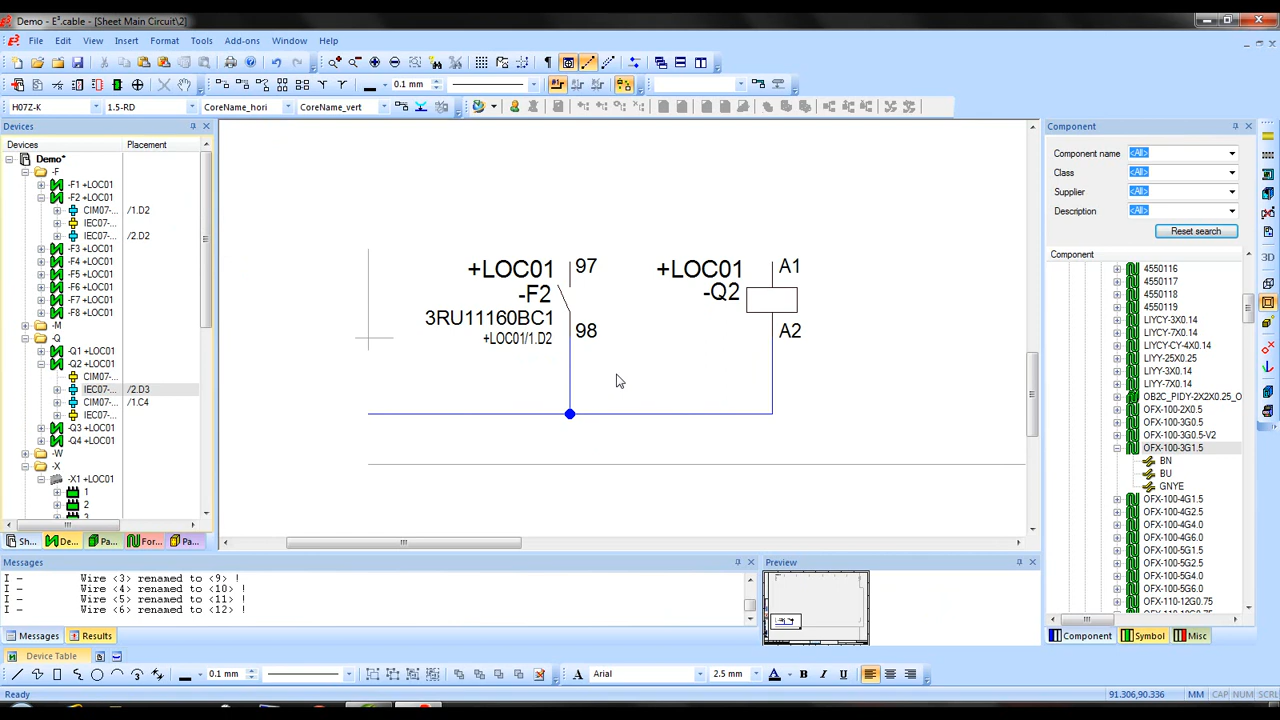 Demo - E³.cable - [Sheet Main Circuit\2]
File Edit View Insert Format Tools Add-ons Window Help
0.1 mm
H07Z-K 1.5-RD CoreName_hori CoreName_vert
Devices
Devices Placement
Demo*
-F
-F1 +LOC01
-F2 +LOC01
CIM07-... /1.D2
IEC07-...
IEC07-... /2.D2
-F3 +LOC01
-F4 +LOC01
-F5 +LOC01
-F6 +LOC01
-F7 +LOC01
-F8 +LOC01
-M
-Q
-Q1 +LOC01
-Q2 +LOC01
CIM07-...
IEC07-... /2.D3
CIM07-... /1.C4
IEC07-...
-Q3 +LOC01
-Q4 +LOC01
-W
-X
-X1 +LOC01
1
2
3
Sh... De... Pa... For... Pa...
+LOC01 97
-F2
3RU11160BC1
+LOC01/1.D2
98
+LOC01 A1
-Q2
A2
Component
Component name <All>
Class <All>
Supplier <All>
Description <All>
Reset search
Component
4550116
4550117
4550118
4550119
LIYCY-3X0.14
LIYCY-7X0.14
LIYCY-CY-4X0.14
LIYY-25X0.25
LIYY-3X0.14
LIYY-7X0.14
OB2C_PIDY-2X2X0.25_O
OFX-100-2X0.5
OFX-100-3G0.5
OFX-100-3G0.5-V2
OFX-100-3G1.5
BN
BU
GNYE
OFX-100-4G1.5
OFX-100-4G2.5
OFX-100-4G4.0
OFX-100-4G6.0
OFX-100-5G1.5
OFX-100-5G2.5
OFX-100-5G4.0
OFX-100-5G6.0
OFX-110-12G0.75
Component Symbol Misc
Messages
I - Wire <3> renamed to <9> !
I - Wire <4> renamed to <10> !
I - Wire <5> renamed to <11> !
I - Wire <6> renamed to <12> !
Messages Results
Preview
Device Table
0.1 mm Arial 2.5 mm B I U
Ready 91.306,90.336 MM CAP NUM SCRL